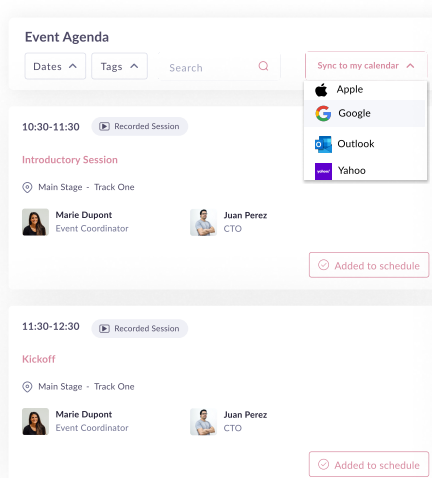 Event Agenda
Dates
Tags
Search
Sync to my calendar
Apple
Google
Outlook
yahoo!
Yahoo
10:30-11:30
Recorded Session
Introductory Session
Main Stage - Track One
Marie Dupont
Event Coordinator
Juan Perez
CTO
Added to schedule
11:30-12:30
Recorded Session
Kickoff
Main Stage - Track One
Marie Dupont
Event Coordinator
Juan Perez
CTO
Added to schedule